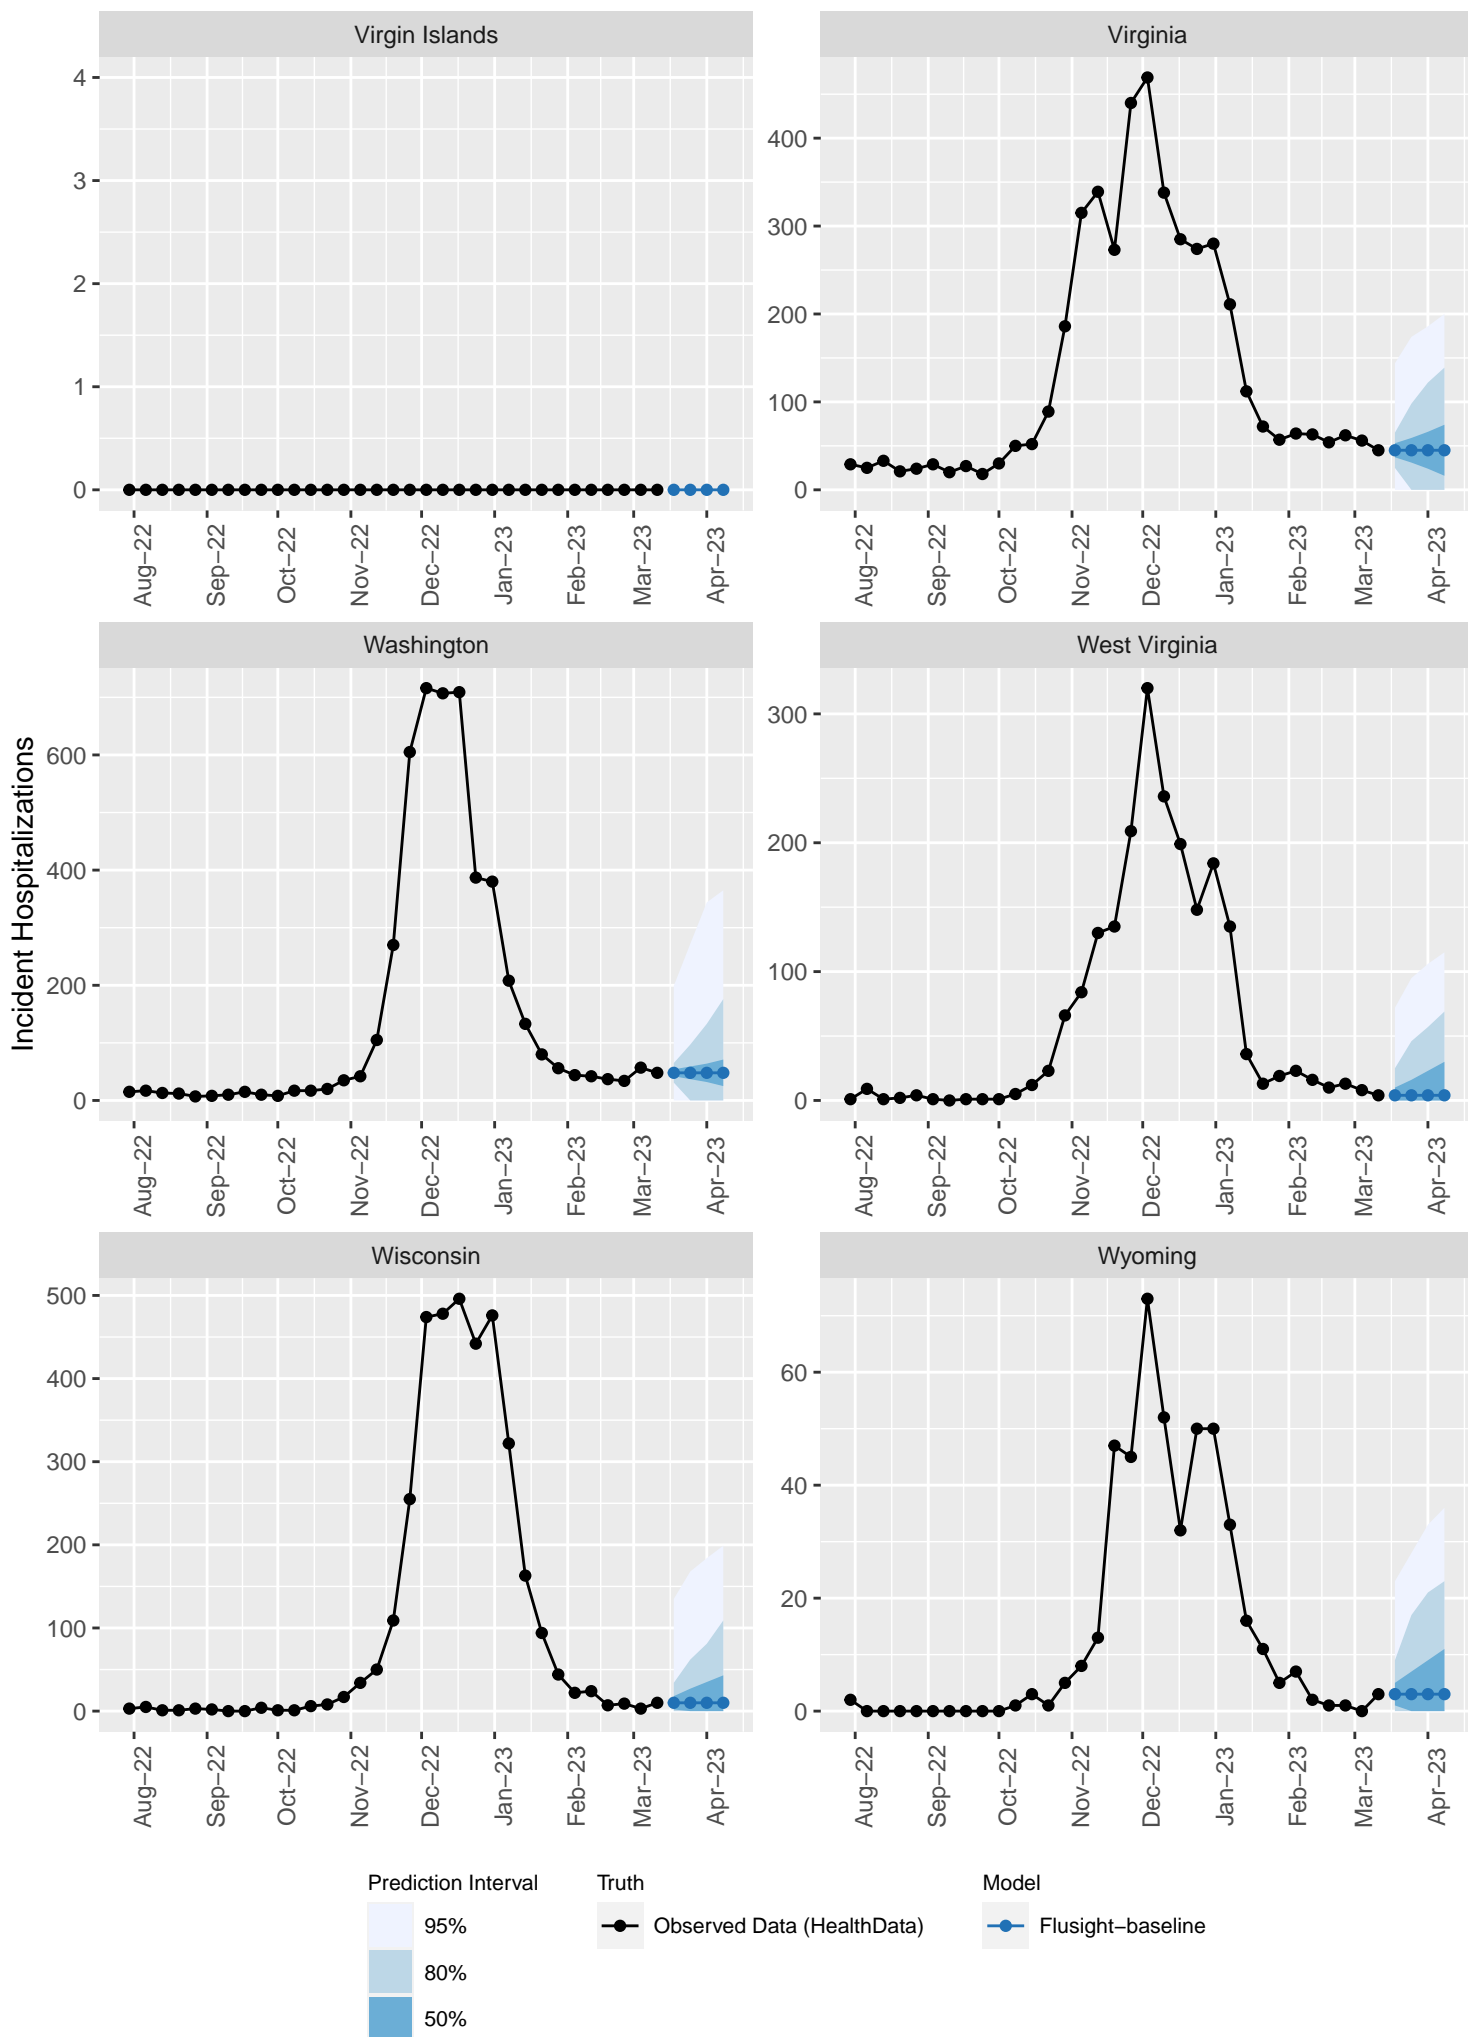 Virgin Islands
Virginia
4
3
2
1
0
400
300
200
100
0
Aug−22
Sep−22
Oct−22
Nov−22
Dec−22
Jan−23
Feb−23
Mar−23
Apr−23
Aug−22
Sep−22
Oct−22
Nov−22
Dec−22
Jan−23
Feb−23
Mar−23
Apr−23
Incident Hospitalizations
Washington
West Virginia
600
400
200
0
300
200
100
0
Aug−22
Sep−22
Oct−22
Nov−22
Dec−22
Jan−23
Feb−23
Mar−23
Apr−23
Aug−22
Sep−22
Oct−22
Nov−22
Dec−22
Jan−23
Feb−23
Mar−23
Apr−23
Wisconsin
Wyoming
500
400
300
200
100
0
60
40
20
0
Aug−22
Sep−22
Oct−22
Nov−22
Dec−22
Jan−23
Feb−23
Mar−23
Apr−23
Aug−22
Sep−22
Oct−22
Nov−22
Dec−22
Jan−23
Feb−23
Mar−23
Apr−23
Prediction Interval
95%
80%
50%
Truth
Observed Data (HealthData)
Model
Flusight−baseline